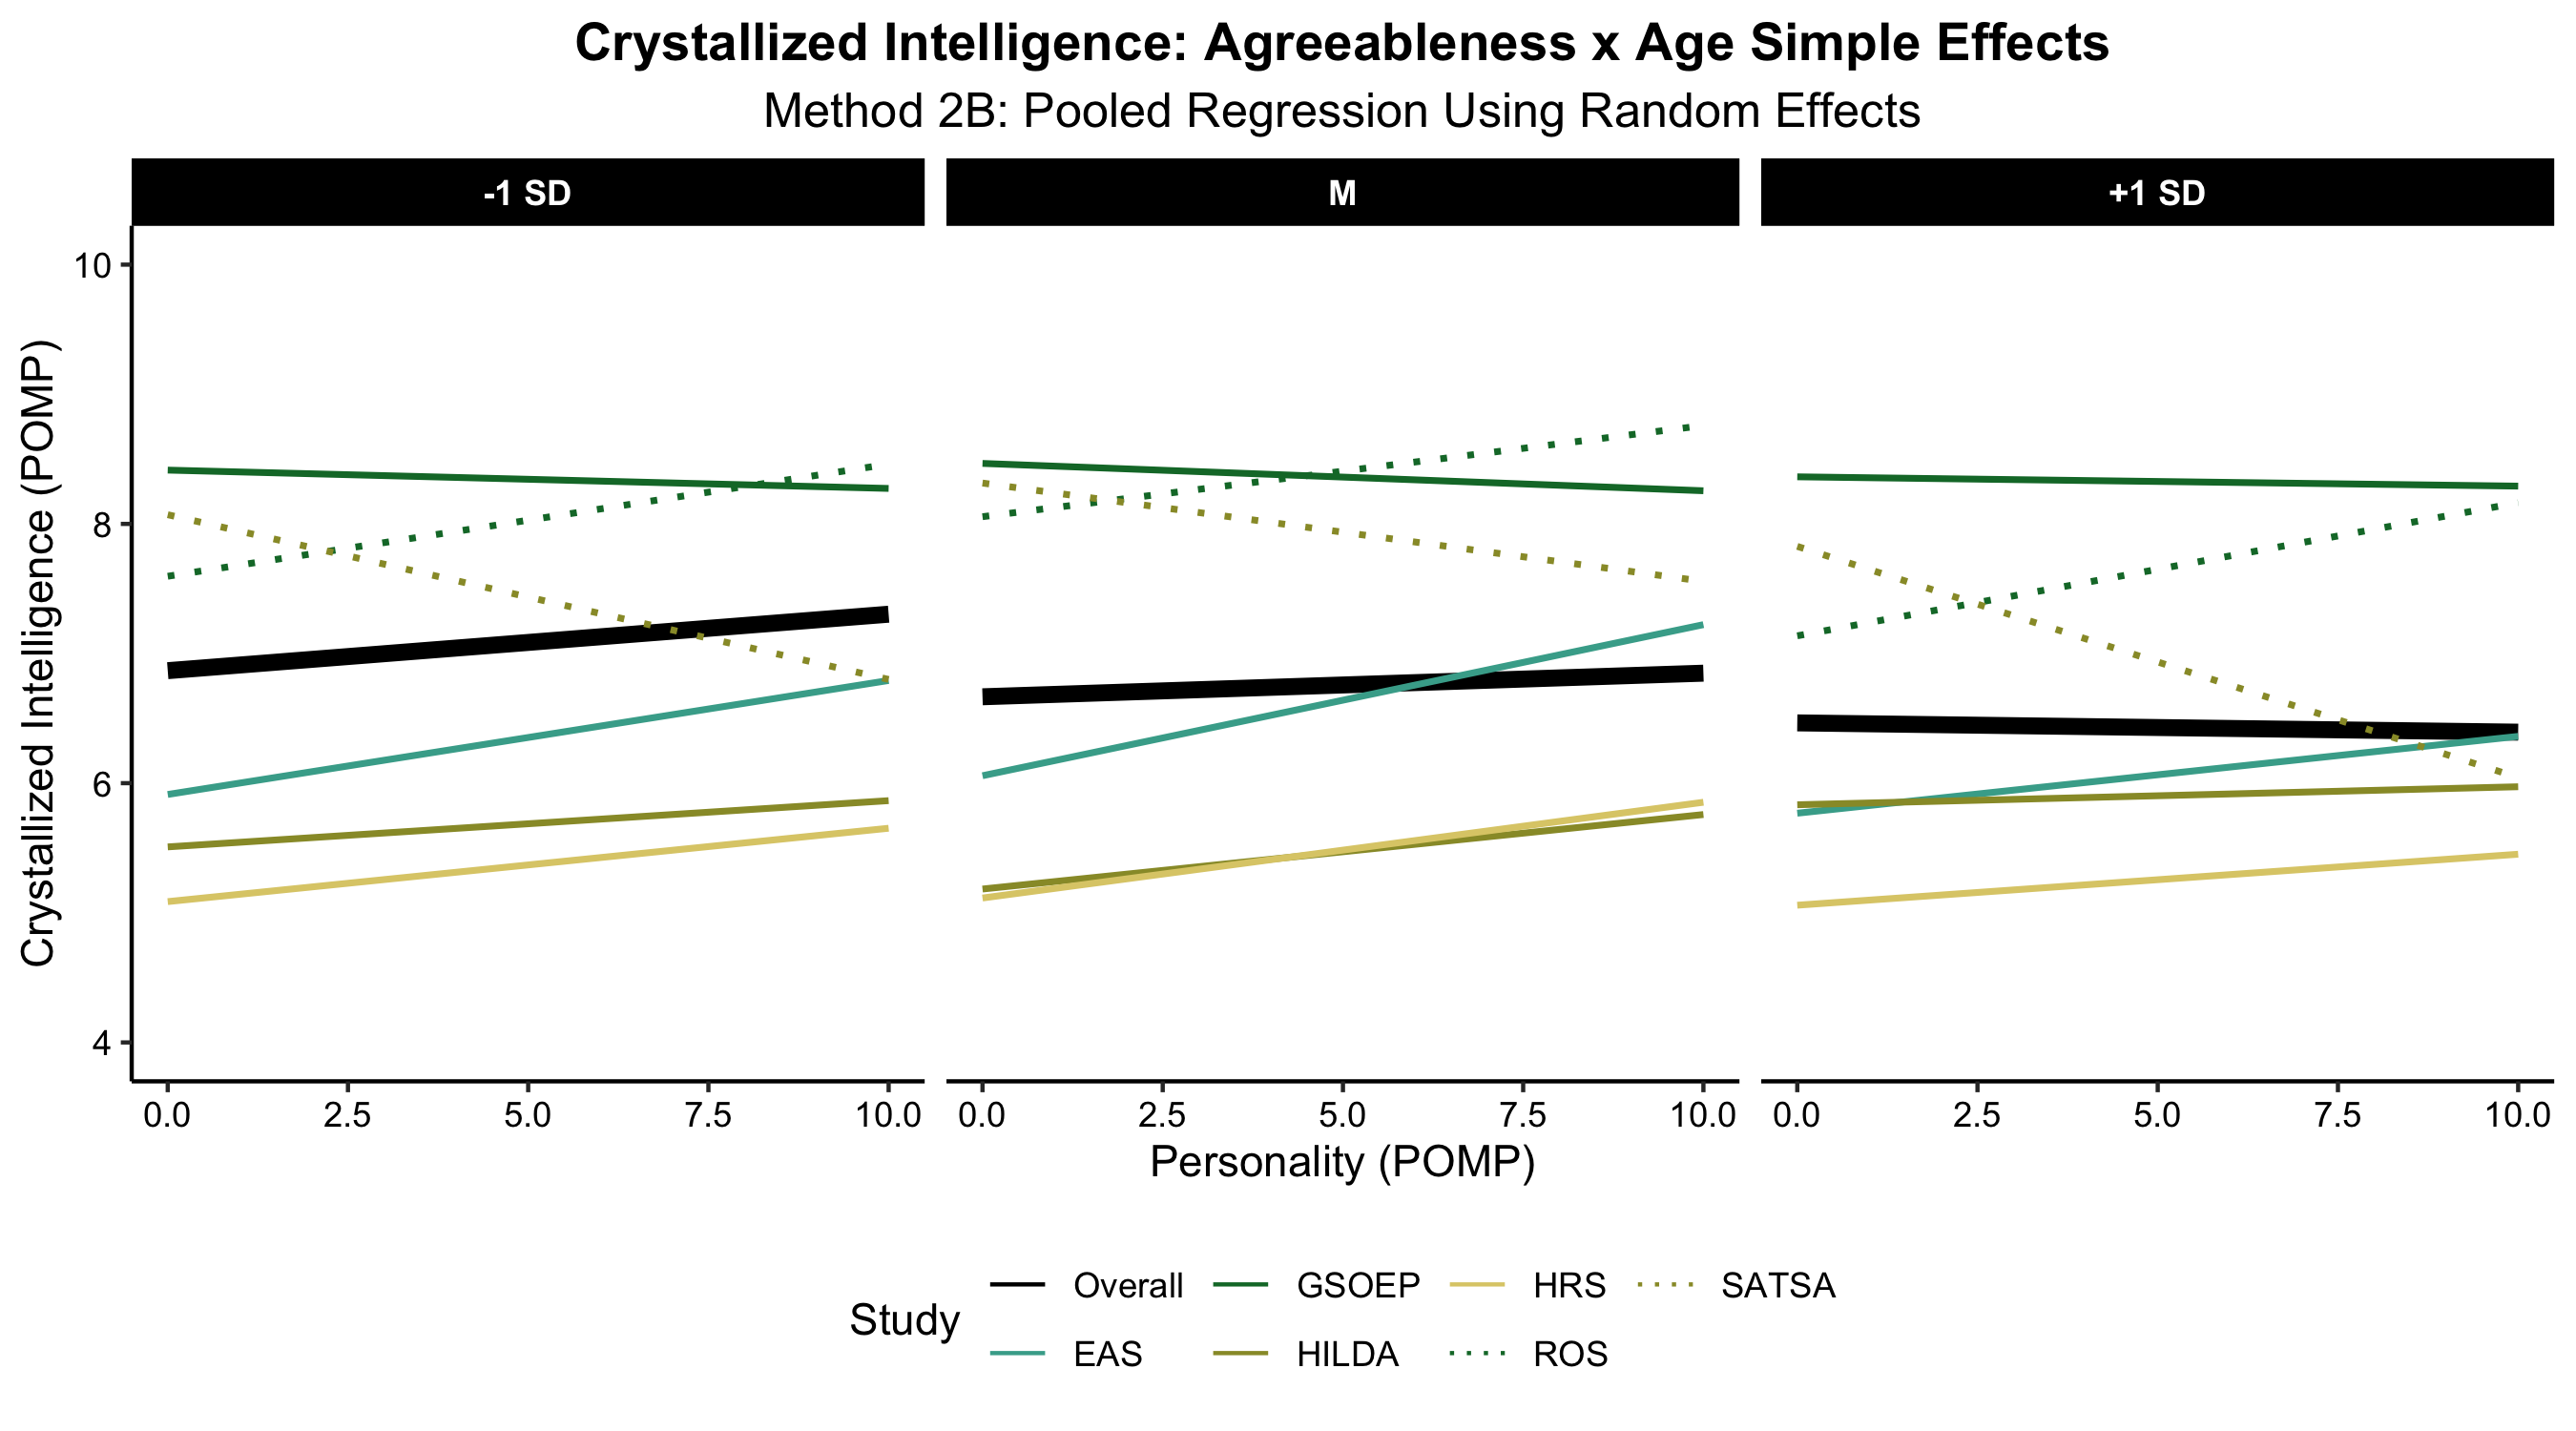 Crystallized Intelligence: Agreeableness x Age Simple Effects
Method 2B: Pooled Regression Using Random Effects
-1 SD M +1 SD
Crystallized Intelligence (POMP)
10
8
6
4
0.0 2.5 5.0 7.5 10.0 0.0 2.5 5.0 7.5 10.0 0.0 2.5 5.0 7.5 10.0
Personality (POMP)
Study
Overall GSOEP HRS SATSA
EAS HILDA ROS